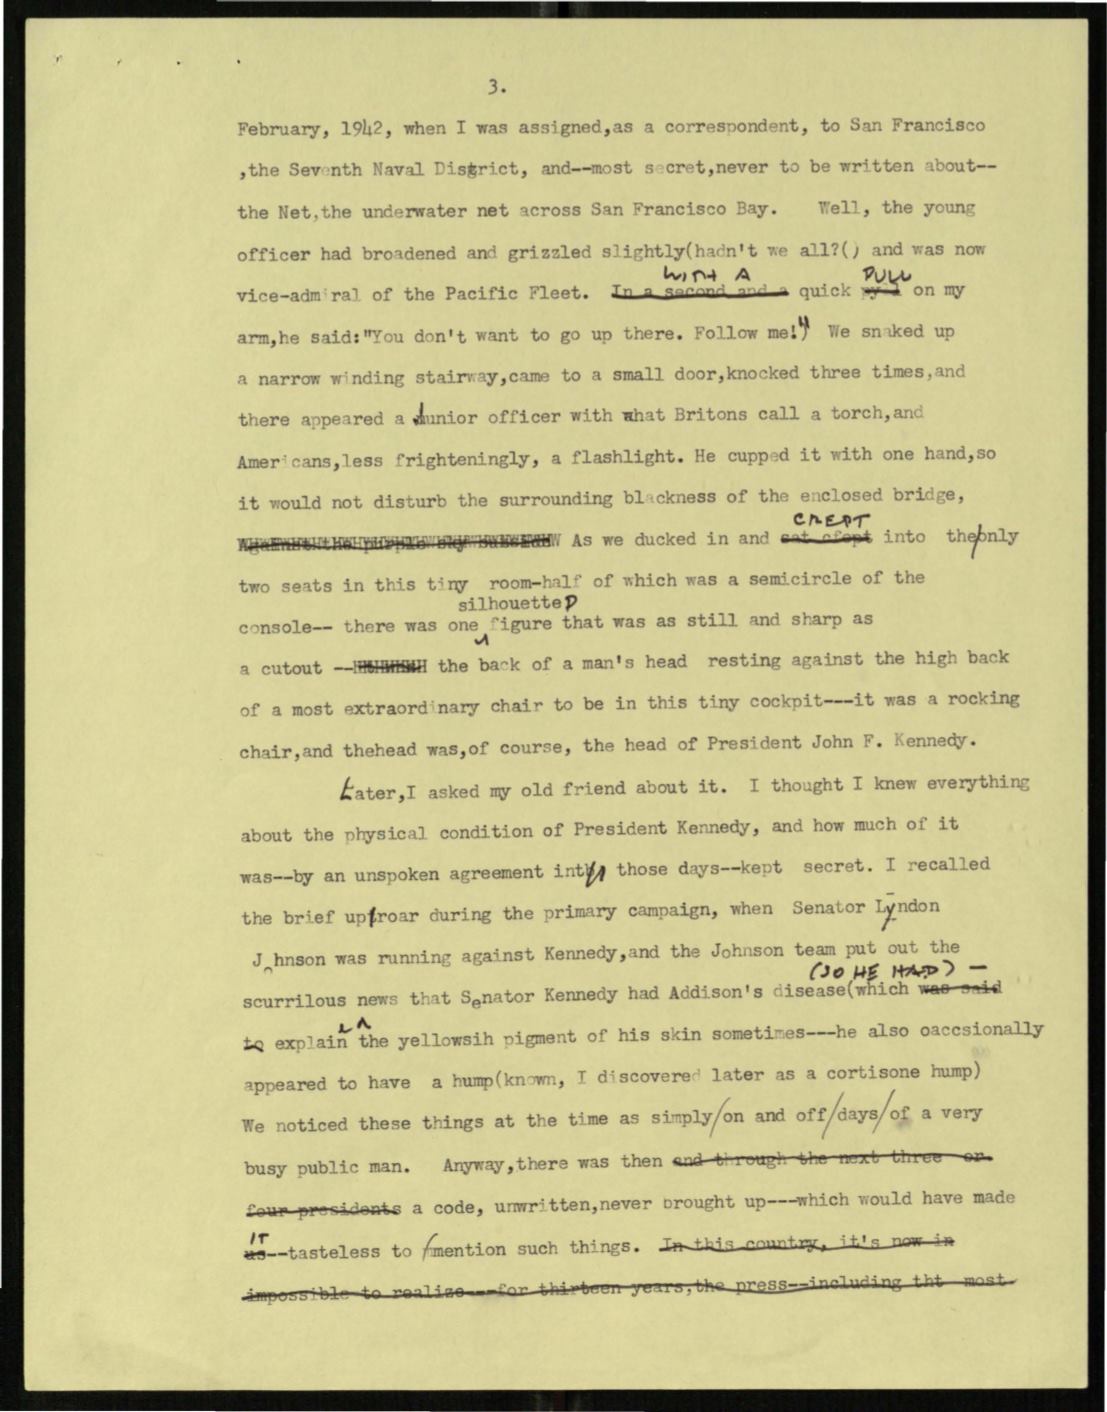 3.
February, 1942, when I was assigned,as a correspondent, to San Francisco
,the Seventh Naval District, and--most secret,never to be written about--
the Net,the underwater net across San Francisco Bay. Well, the young
officer had broadened and grizzled slightly(hadn't we all?() and was now
WITH A PULL
vice-admiral of the Pacific Fleet. In a second and a quick on my
arm,he said:"You don't want to go up there. Follow me!" We snaked up
a narrow winding stairway,came to a small door,knocked three times,and
there appeared a junior officer with what Britons call a torch,and
Americans,less frighteningly, a flashlight. He cupped it with one hand,so
it would not disturb the surrounding blackness of the enclosed bridge,
CREPT
Against the purple sky As we ducked in and sat cfept into the/only
two seats in this tiny room-half of which was a semicircle of the
silhouetteD
console-- there was one figure that was as still and sharp as
a cutout -- the back of a man's head resting against the high back
of a most extraordinary chair to be in this tiny cockpit---it was a rocking
chair,and thehead was,of course, the head of President John F. Kennedy.
Later,I asked my old friend about it. I thought I knew everything
about the physical condition of President Kennedy, and how much of it
was--by an unspoken agreement in those days--kept secret. I recalled
the brief uproar during the primary campaign, when Senator Lyndon
Johnson was running against Kennedy,and the Johnson team put out the
(SO HE HAD) —
scurrilous news that Senator Kennedy had Addison's disease(which was said
to explain the yellowsih pigment of his skin sometimes---he also oaccsionally
appeared to have a hump(known, I discovered later as a cortisone hump)
We noticed these things at the time as simply/on and off/days/of a very
busy public man. Anyway,there was then and through the next three or
four presidents a code, unwritten,never brought up---which would have made
IT
us--tasteless to mention such things. In this country, it's now in
impossible to realize---for thirteen years,the press--including tht most